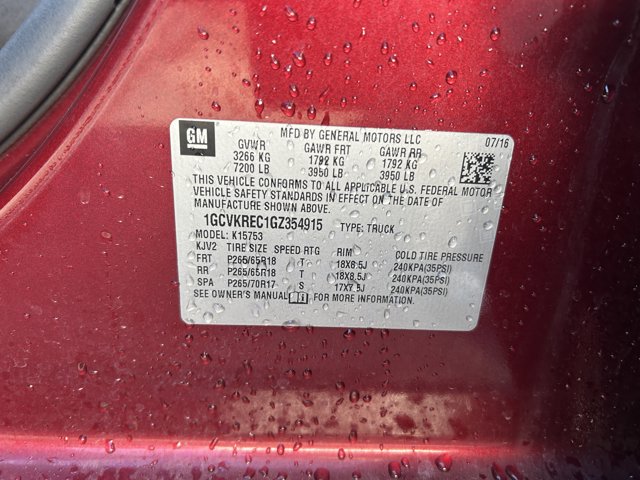 GM
MFD BY GENERAL MOTORS LLC 07/16
GVWR GAWR FRT GAWR RR
3266 KG 1792 KG 1792 KG
7200 LB 3950 LB 3950 LB
THIS VEHICLE CONFORMS TO ALL APPLICABLE U.S. FEDERAL MOTOR
VEHICLE SAFETY STANDARDS IN EFFECT ON THE DATE OF
MANUFACTURE SHOWN ABOVE.
1GCVKREC1GZ354915 TYPE: TRUCK
MODEL: K15753
KJV2 TIRE SIZE SPEED RTG RIM COLD TIRE PRESSURE
FRT P265/65R18 T 18X8.5J 240KPA(35PSI)
RR P265/65R18 T 18X8.5J 240KPA(35PSI)
SPA P265/70R17 S 17X7.5J 240KPA(35PSI)
SEE OWNER'S MANUAL FOR MORE INFORMATION.